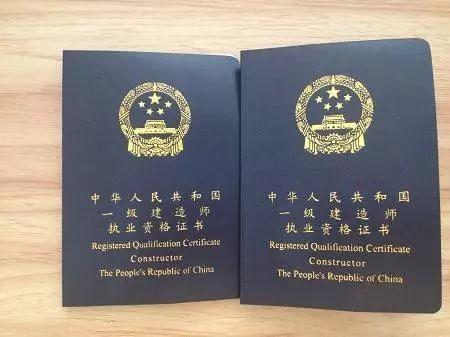 中华人民共和国
一级建造师
执业资格证书
Registered Qualification Certificate
Constructor
The People's Republic of China
中华人民共和国
一级建造师
执业资格证书
Registered Qualification Certificate
Constructor
The People's Republic of China